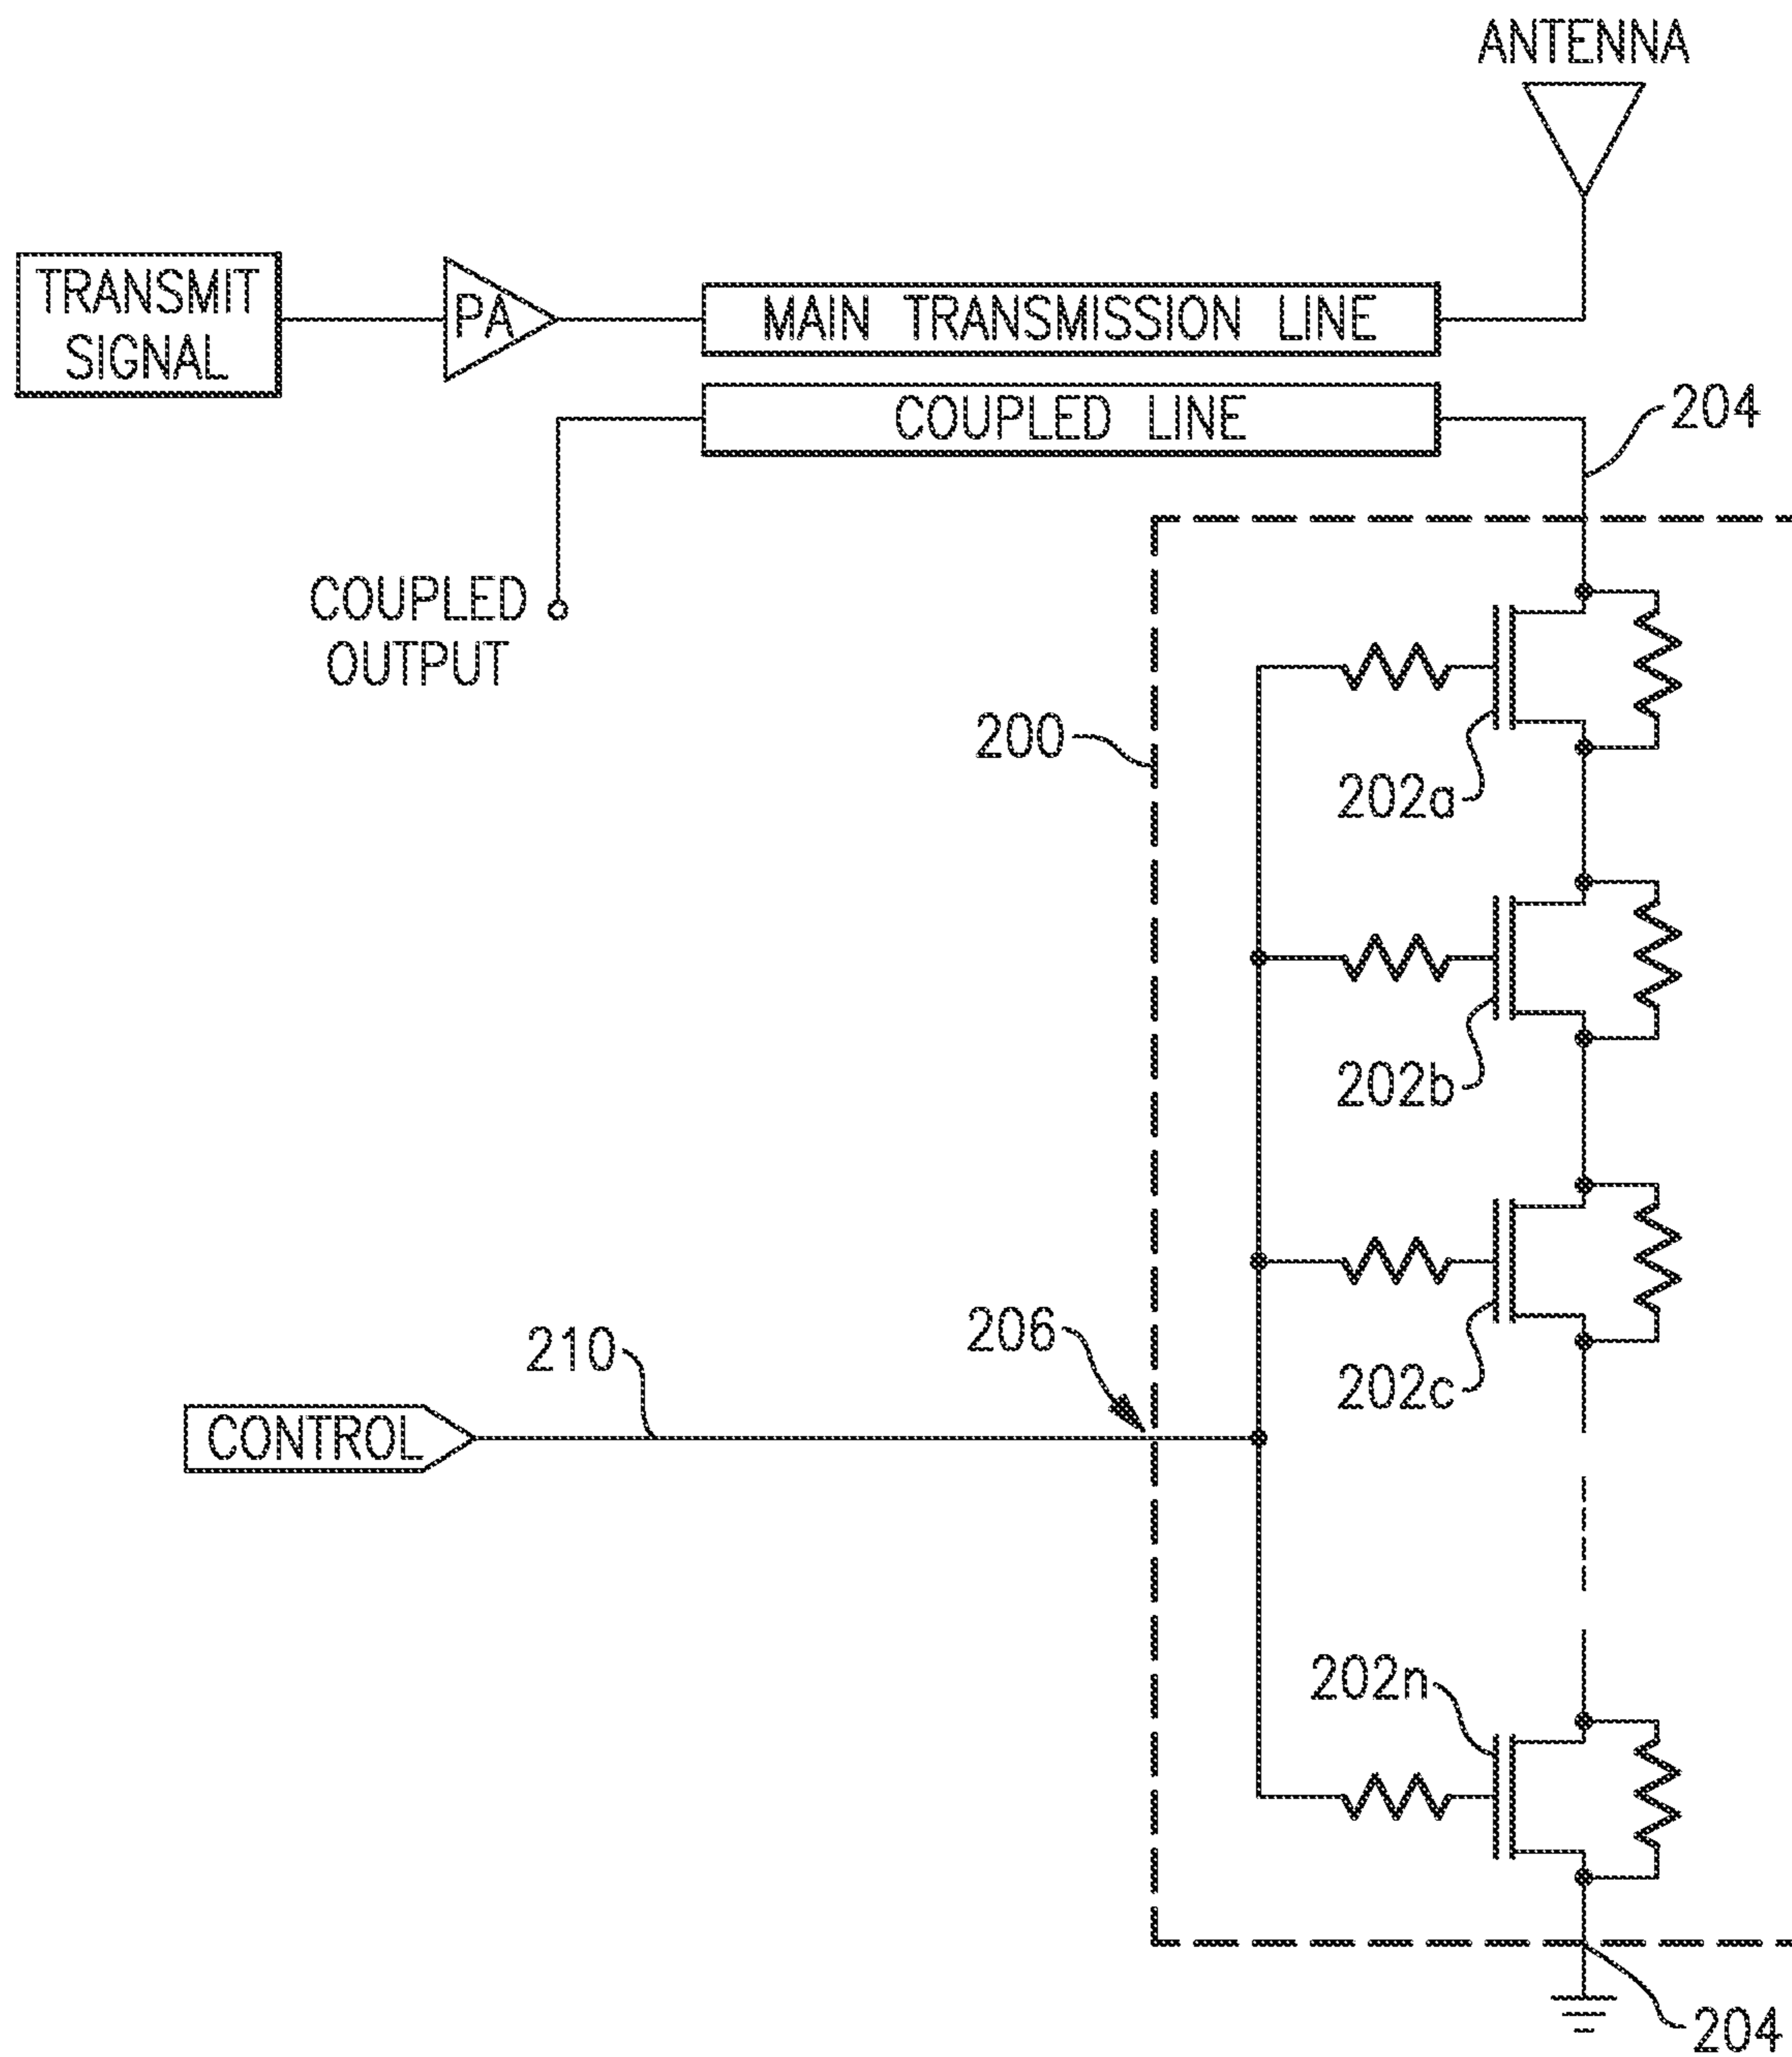 ANTENNA
TRANSMIT
SIGNAL
PA
MAIN TRANSMISSION LINE
COUPLED LINE
204
COUPLED
OUTPUT
200
202a
202b
206
210
202c
CONTROL
202n
204